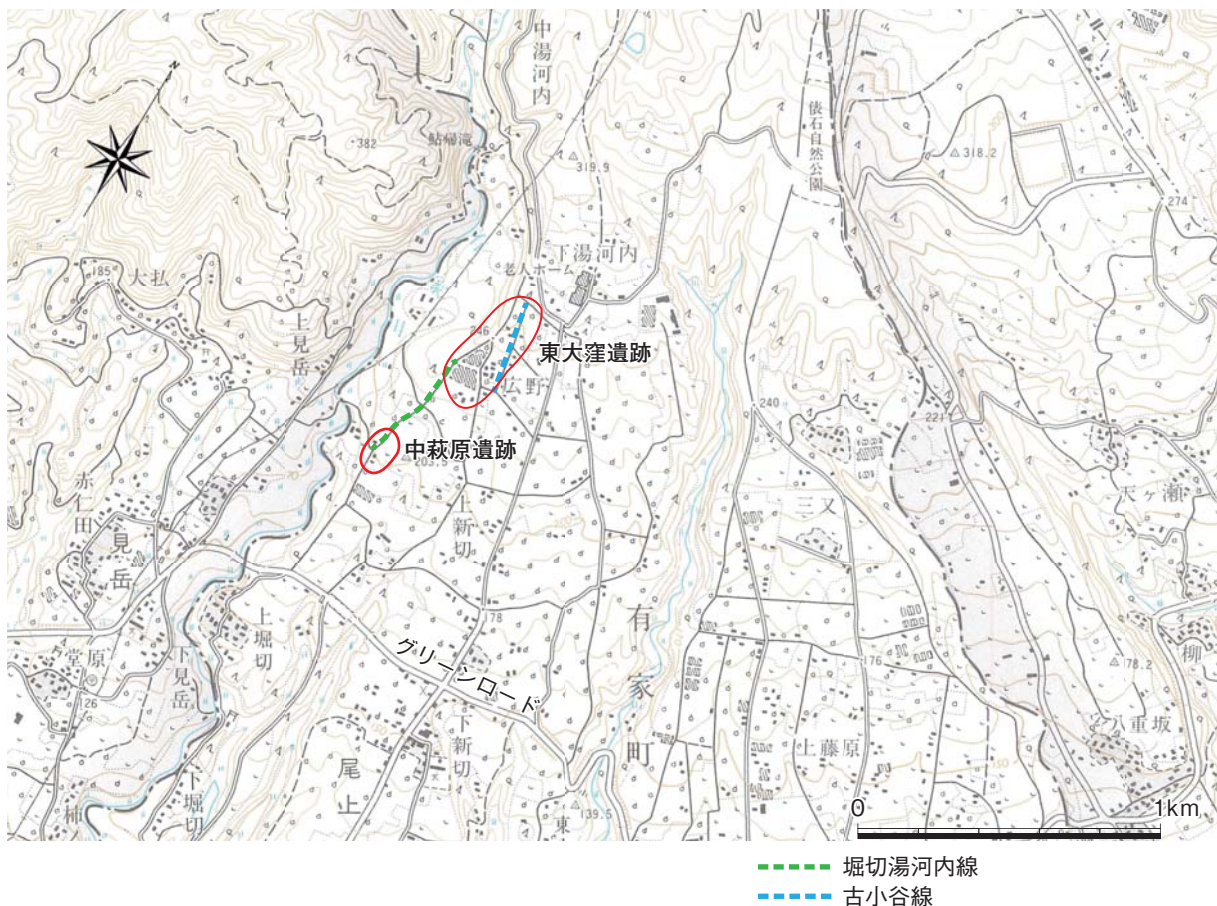 中湯河内
N
382
鮎帰滝
319.9
俵石自然公園
318.2
274
下湯河内
老人ホーム
185
大払
上見岳
246
東大窪遺跡
広野
240
221
中萩原遺跡
203.5
赤仁田
見岳
上新切
三又
天ヶ瀬
上堀切
178
有家町
176
堂原
下見岳
グリーンロード
178.2
柳
126
下新切
上藤原
八重坂
下堀切
尾上
139.5
東
0
1km
堀切湯河内線
古小谷線